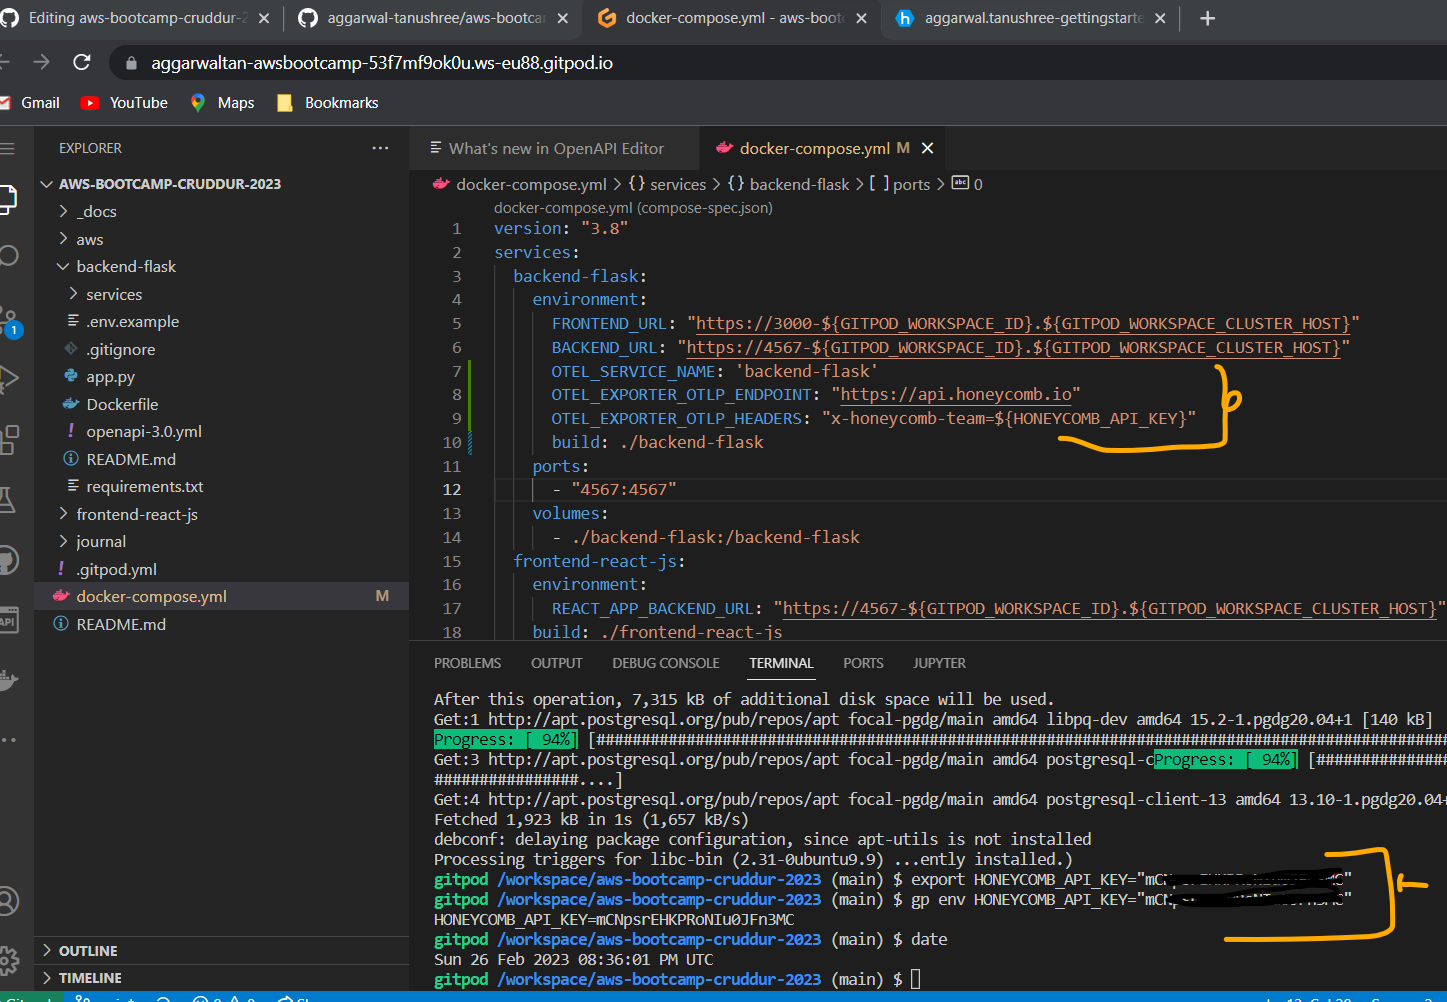 Editing aws-bootcamp-cruddur-2
aggarwal-tanushree/aws-bootca
docker-compose.yml - aws-boot
aggarwal.tanushree-gettingstarte
aggarwaltan-awsbootcamp-53f7mf9ok0u.ws-eu88.gitpod.io
Gmail YouTube Maps Bookmarks
EXPLORER
AWS-BOOTCAMP-CRUDDUR-2023
_docs
aws
backend-flask
services
.env.example
.gitignore
app.py
Dockerfile
openapi-3.0.yml
README.md
requirements.txt
frontend-react-js
journal
.gitpod.yml
docker-compose.yml M
README.md
OUTLINE
TIMELINE
1
API
What's new in OpenAPI Editor
docker-compose.yml M
docker-compose.yml > {} services > {} backend-flask > [ ] ports > abc 0
docker-compose.yml (compose-spec.json)
1 version: "3.8"
2 services:
3 backend-flask:
4 environment:
5 FRONTEND_URL: "https://3000-${GITPOD_WORKSPACE_ID}.${GITPOD_WORKSPACE_CLUSTER_HOST}"
6 BACKEND_URL: "https://4567-${GITPOD_WORKSPACE_ID}.${GITPOD_WORKSPACE_CLUSTER_HOST}"
7 OTEL_SERVICE_NAME: 'backend-flask'
8 OTEL_EXPORTER_OTLP_ENDPOINT: "https://api.honeycomb.io"
9 OTEL_EXPORTER_OTLP_HEADERS: "x-honeycomb-team=${HONEYCOMB_API_KEY}"
10 build: ./backend-flask
11 ports:
12 - "4567:4567"
13 volumes:
14 - ./backend-flask:/backend-flask
15 frontend-react-js:
16 environment:
17 REACT_APP_BACKEND_URL: "https://4567-${GITPOD_WORKSPACE_ID}.${GITPOD_WORKSPACE_CLUSTER_HOST}"
18 build: ./frontend-react-js
PROBLEMS OUTPUT DEBUG CONSOLE TERMINAL PORTS JUPYTER
After this operation, 7,315 kB of additional disk space will be used.
Get:1 http://apt.postgresql.org/pub/repos/apt focal-pgdg/main amd64 libpq-dev amd64 15.2-1.pgdg20.04+1 [140 kB]
Progress: [ 94%] [##########################################################################################
Get:3 http://apt.postgresql.org/pub/repos/apt focal-pgdg/main amd64 postgresql-cProgress: [ 94%] [##############
################....]
Get:4 http://apt.postgresql.org/pub/repos/apt focal-pgdg/main amd64 postgresql-client-13 amd64 13.10-1.pgdg20.04+
Fetched 1,923 kB in 1s (1,657 kB/s)
debconf: delaying package configuration, since apt-utils is not installed
Processing triggers for libc-bin (2.31-0ubuntu9.9) ...ently installed.)
gitpod /workspace/aws-bootcamp-cruddur-2023 (main) $ export HONEYCOMB_API_KEY="
gitpod /workspace/aws-bootcamp-cruddur-2023 (main) $ gp env HONEYCOMB_API_KEY="
HONEYCOMB_API_KEY=mCNpsrEHKPRoNIu0JFn3MC
gitpod /workspace/aws-bootcamp-cruddur-2023 (main) $ date
Sun 26 Feb 2023 08:36:01 PM UTC
gitpod /workspace/aws-bootcamp-cruddur-2023 (main) $